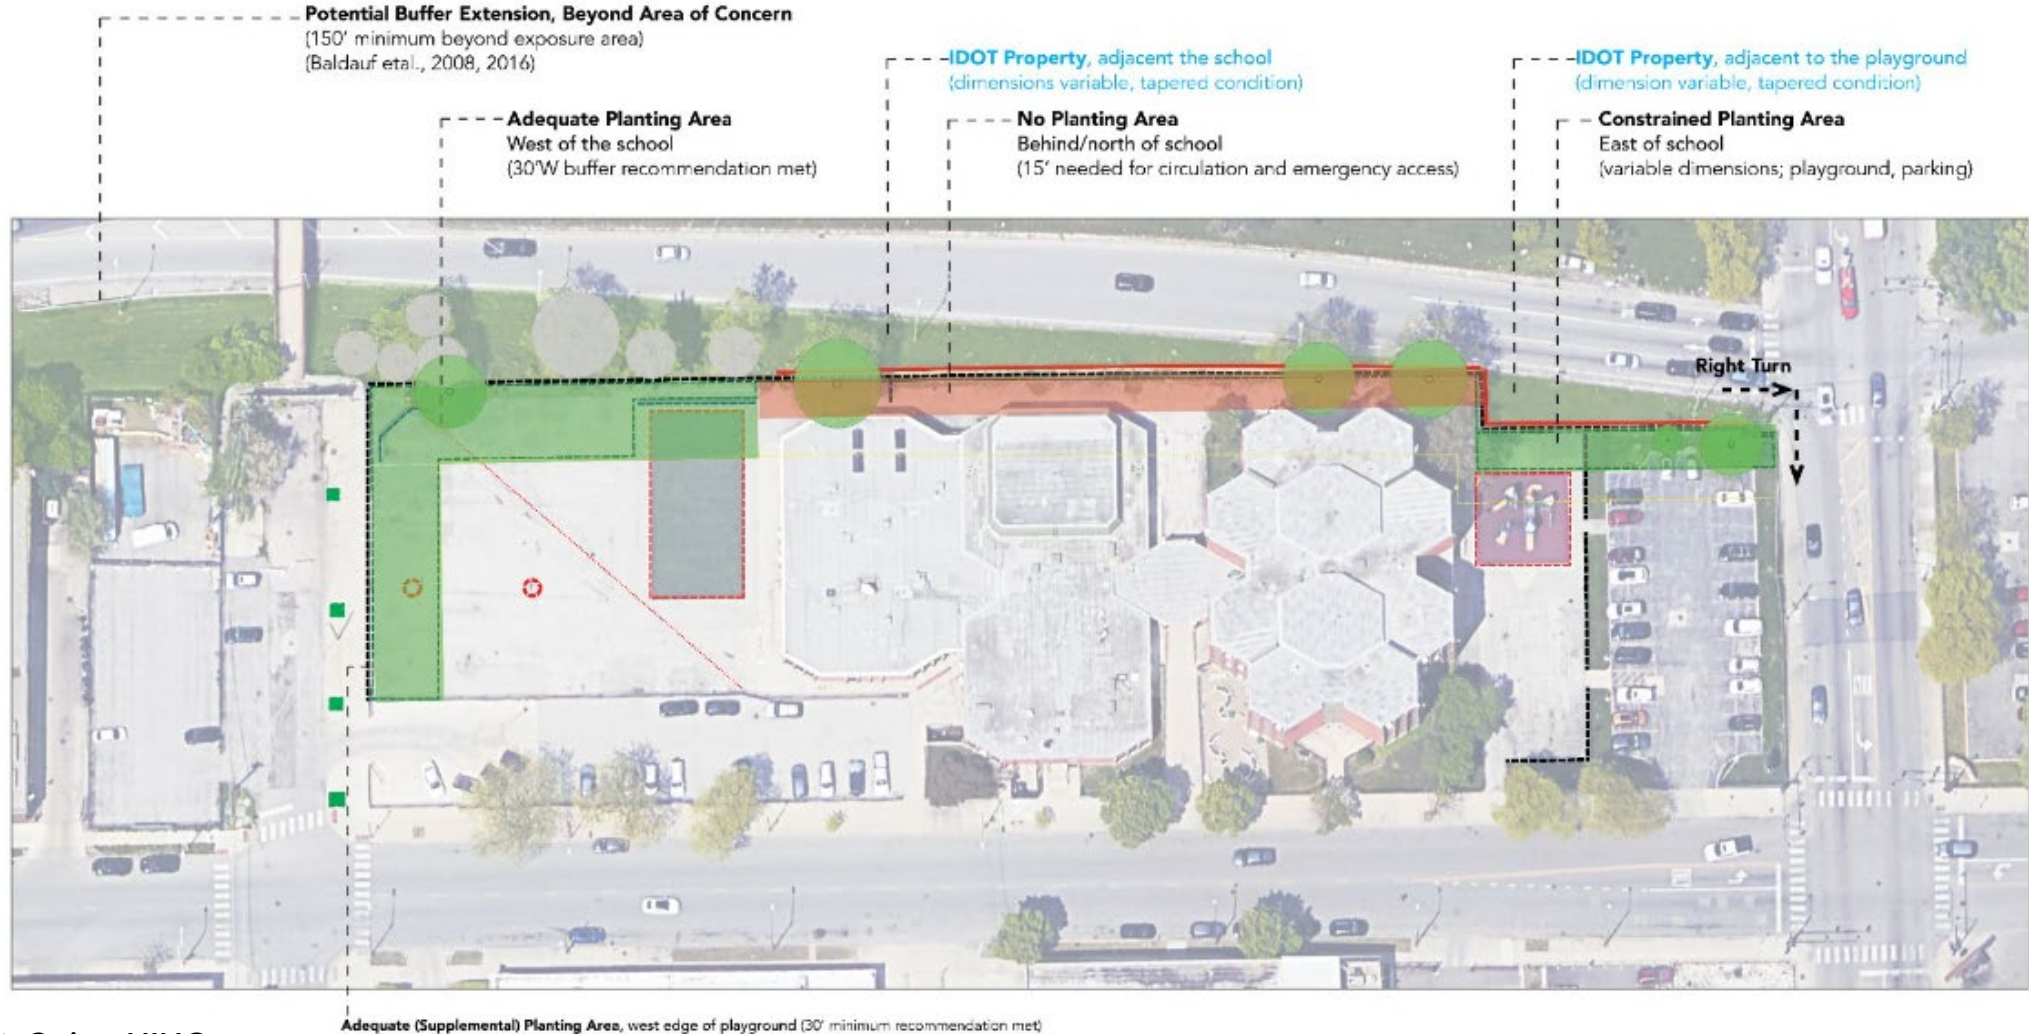 Potential Buffer Extension, Beyond Area of Concern
(150' minimum beyond exposure area)
(Baldauf etal., 2008, 2016)
IDOT Property, adjacent the school
(dimensions variable, tapered condition)
IDOT Property, adjacent to the playground
(dimension variable, tapered condition)
Adequate Planting Area
West of the school
(30'W buffer recommendation met)
No Planting Area
Behind/north of school
(15' needed for circulation and emergency access)
Constrained Planting Area
East of school
(variable dimensions; playground, parking)
Right Turn
Adequate (Supplemental) Planting Area, west edge of playground (30' minimum recommendation met)